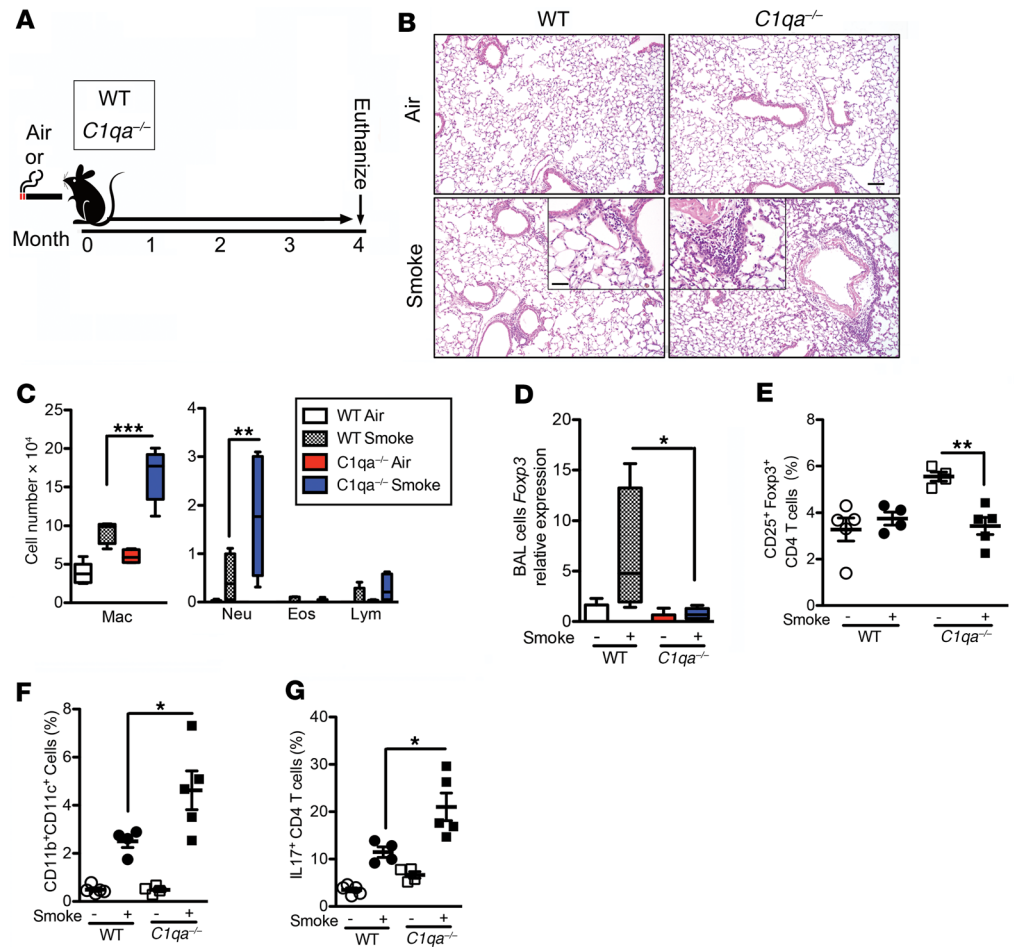 A
WT
C1qa–/–
Air
or
Euthanize
Month 0 1 2 3 4
B
WT C1qa–/–
Air
Smoke
C
Cell number × 10⁴
25
20
15
10
5
0
Mac
***
4
3
2
1
0
**
Neu Eos Lym
WT Air
WT Smoke
C1qa–/– Air
C1qa–/– Smoke
D
BAL cells Foxp3
relative expression
20
15
10
5
0
*
Smoke - + - +
WT C1qa–/–
E
CD25⁺ Foxp3⁺
CD4 T cells (%)
8
6
4
2
0
**
Smoke - + - +
WT C1qa–/–
F
CD11b⁺CD11c⁺ Cells (%)
8
6
4
2
0
*
Smoke - + - +
WT C1qa–/–
G
IL17⁺ CD4 T cells (%)
40
30
20
10
0
*
Smoke - + - +
WT C1qa–/–